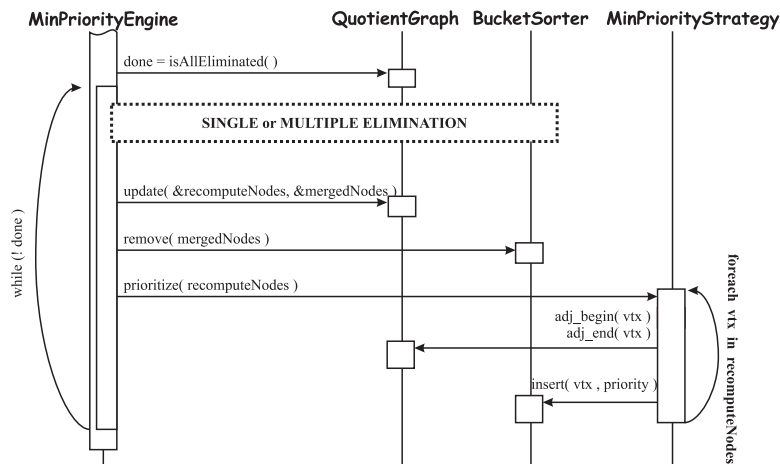 MinPriorityEngine QuotientGraph BucketSorter MinPriorityStrategy
done = isAllEliminated( )
SINGLE or MULTIPLE ELIMINATION
update( &recomputeNodes, &mergedNodes )
remove( mergedNodes )
prioritize( recomputeNodes )
adj_begin( vtx )
adj_end( vtx )
insert( vtx , priority )
while (! done )
foreach vtx in recomputeNodes